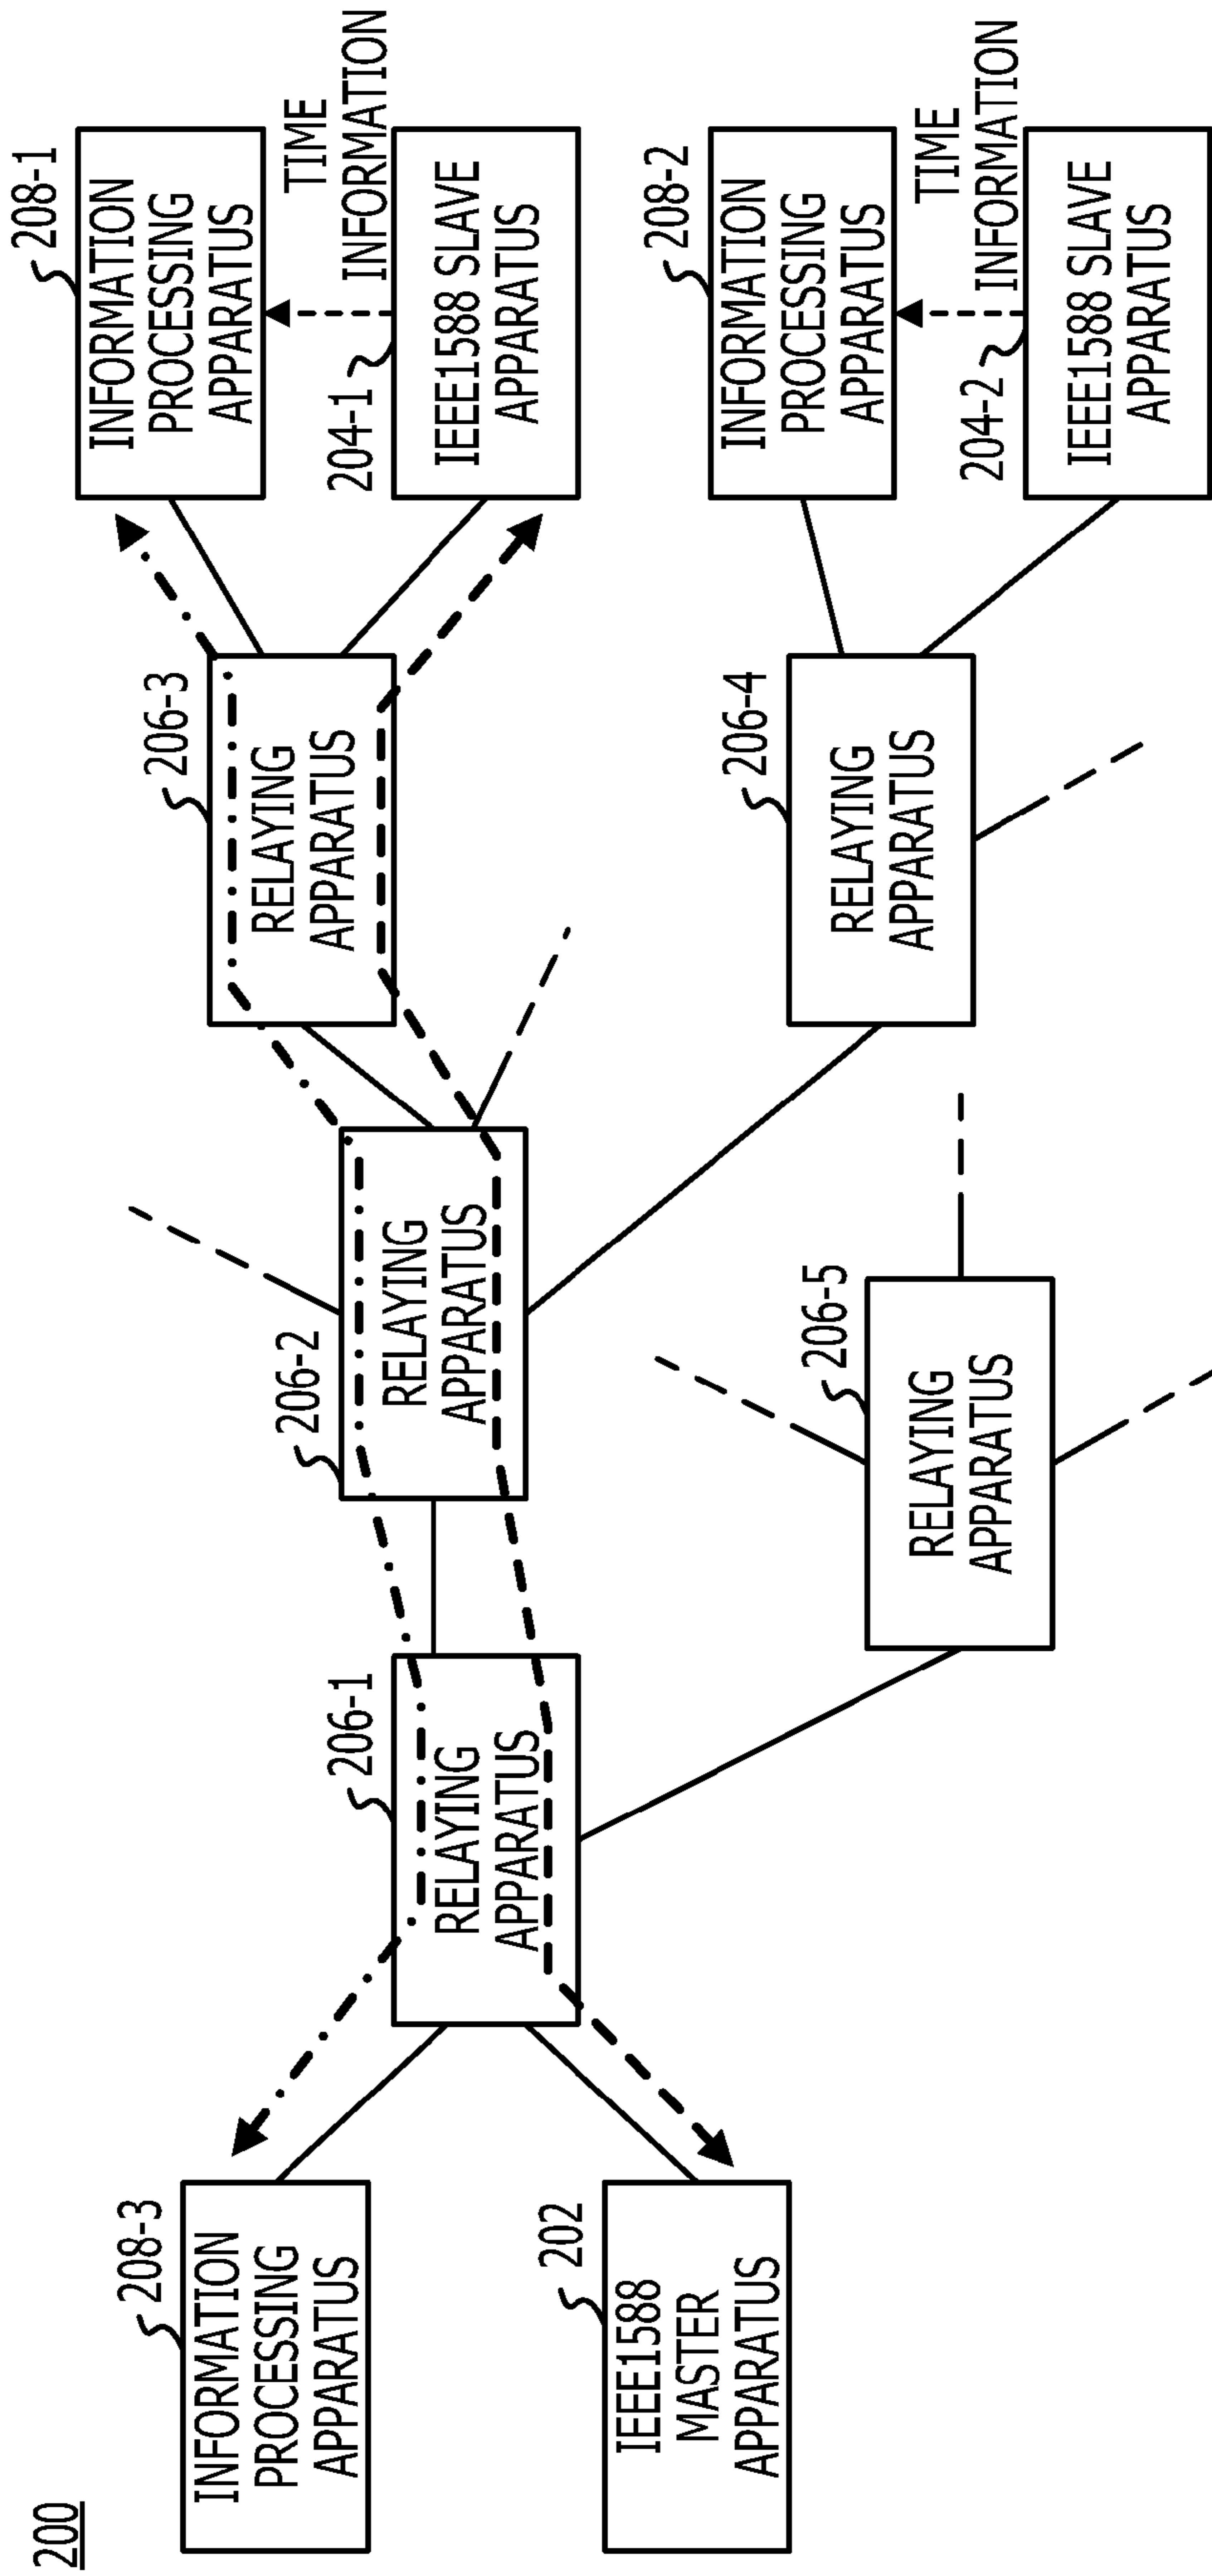 200
208-3
INFORMATION
PROCESSING
APPARATUS
202
IEEE1588
MASTER
APPARATUS
206-1
RELAYING
APPARATUS
206-2
RELAYING
APPARATUS
206-3
RELAYING
APPARATUS
208-1
INFORMATION
PROCESSING
APPARATUS
TIME
INFORMATION
204-1
IEEE1588 SLAVE
APPARATUS
206-5
RELAYING
APPARATUS
206-4
RELAYING
APPARATUS
208-2
INFORMATION
PROCESSING
APPARATUS
TIME
INFORMATION
204-2
IEEE1588 SLAVE
APPARATUS